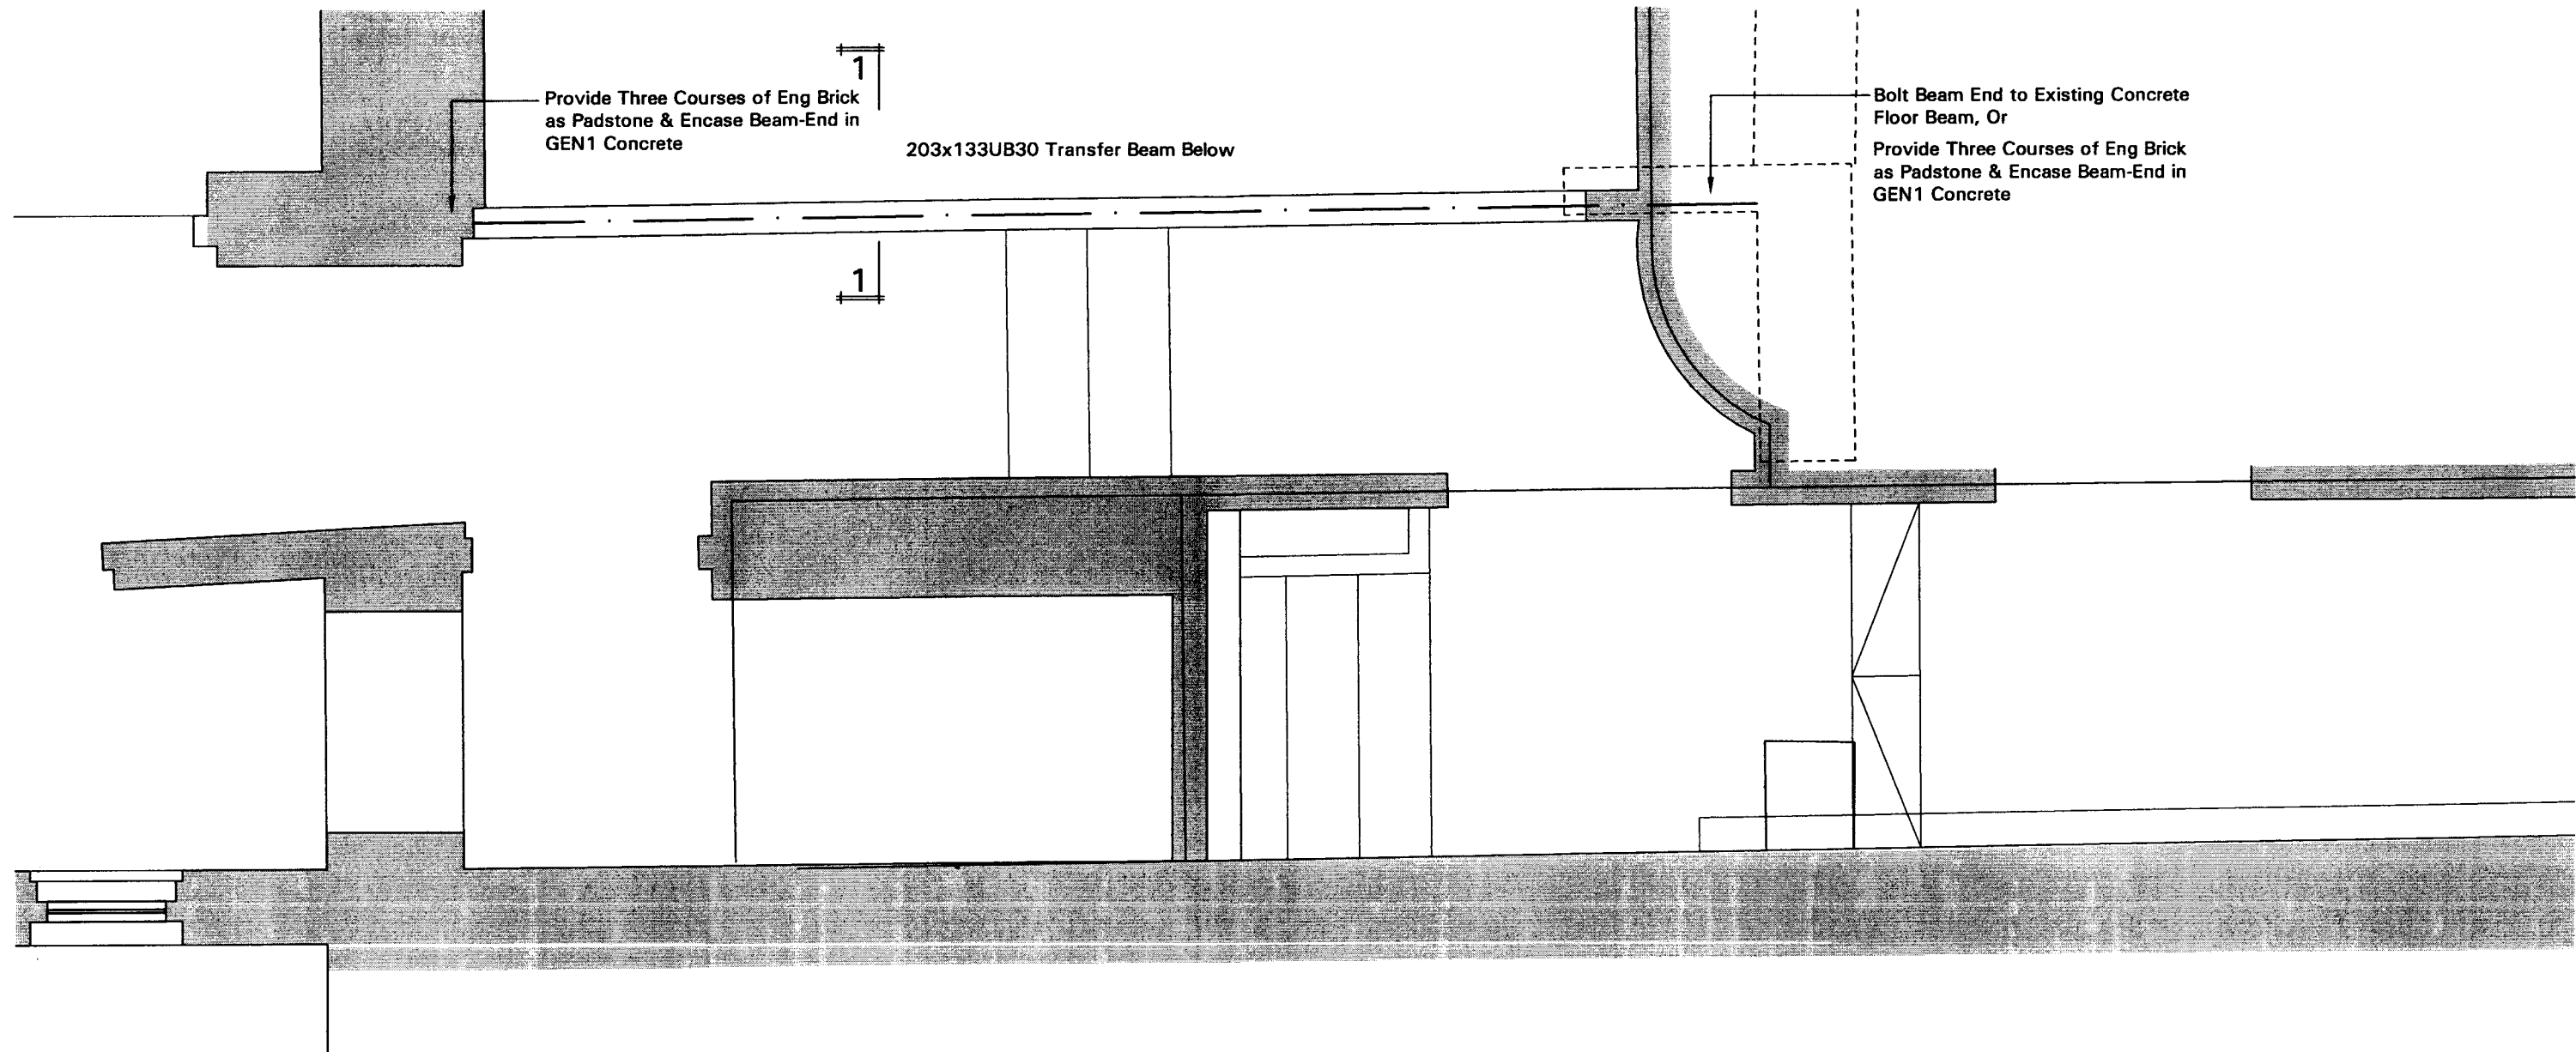 1
Provide Three Courses of Eng Brick
as Padstone & Encase Beam-End in
GEN1 Concrete
203x133UB30 Transfer Beam Below
Bolt Beam End to Existing Concrete
Floor Beam, Or
Provide Three Courses of Eng Brick
as Padstone & Encase Beam-End in
GEN1 Concrete
1